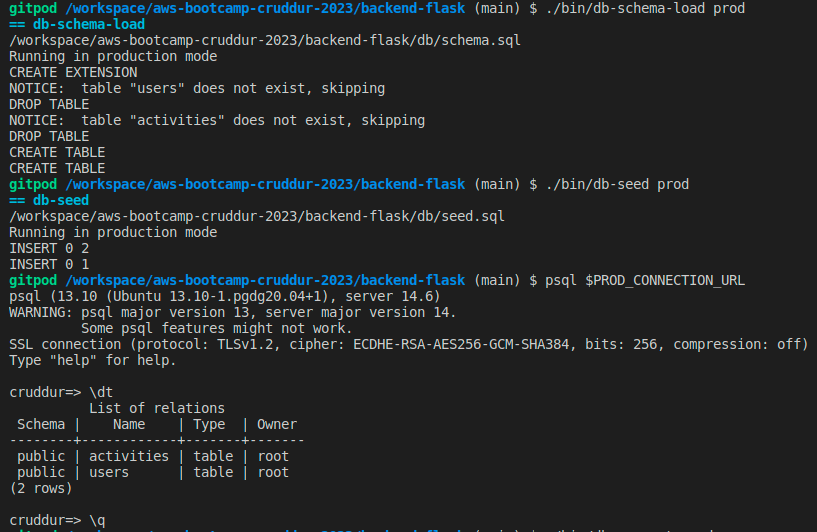 gitpod /workspace/aws-bootcamp-cruddur-2023/backend-flask (main) $ ./bin/db-schema-load prod
== db-schema-load
/workspace/aws-bootcamp-cruddur-2023/backend-flask/db/schema.sql
Running in production mode
CREATE EXTENSION
NOTICE:  table "users" does not exist, skipping
DROP TABLE
NOTICE:  table "activities" does not exist, skipping
DROP TABLE
CREATE TABLE
CREATE TABLE
gitpod /workspace/aws-bootcamp-cruddur-2023/backend-flask (main) $ ./bin/db-seed prod
== db-seed
/workspace/aws-bootcamp-cruddur-2023/backend-flask/db/seed.sql
Running in production mode
INSERT 0 2
INSERT 0 1
gitpod /workspace/aws-bootcamp-cruddur-2023/backend-flask (main) $ psql $PROD_CONNECTION_URL
psql (13.10 (Ubuntu 13.10-1.pgdg20.04+1), server 14.6)
WARNING: psql major version 13, server major version 14.
         Some psql features might not work.
SSL connection (protocol: TLSv1.2, cipher: ECDHE-RSA-AES256-GCM-SHA384, bits: 256, compression: off)
Type "help" for help.

cruddur=> \dt
          List of relations
 Schema |    Name    | Type  | Owner
--------+------------+-------+-------
 public | activities | table | root
 public | users      | table | root
(2 rows)

cruddur=> \q